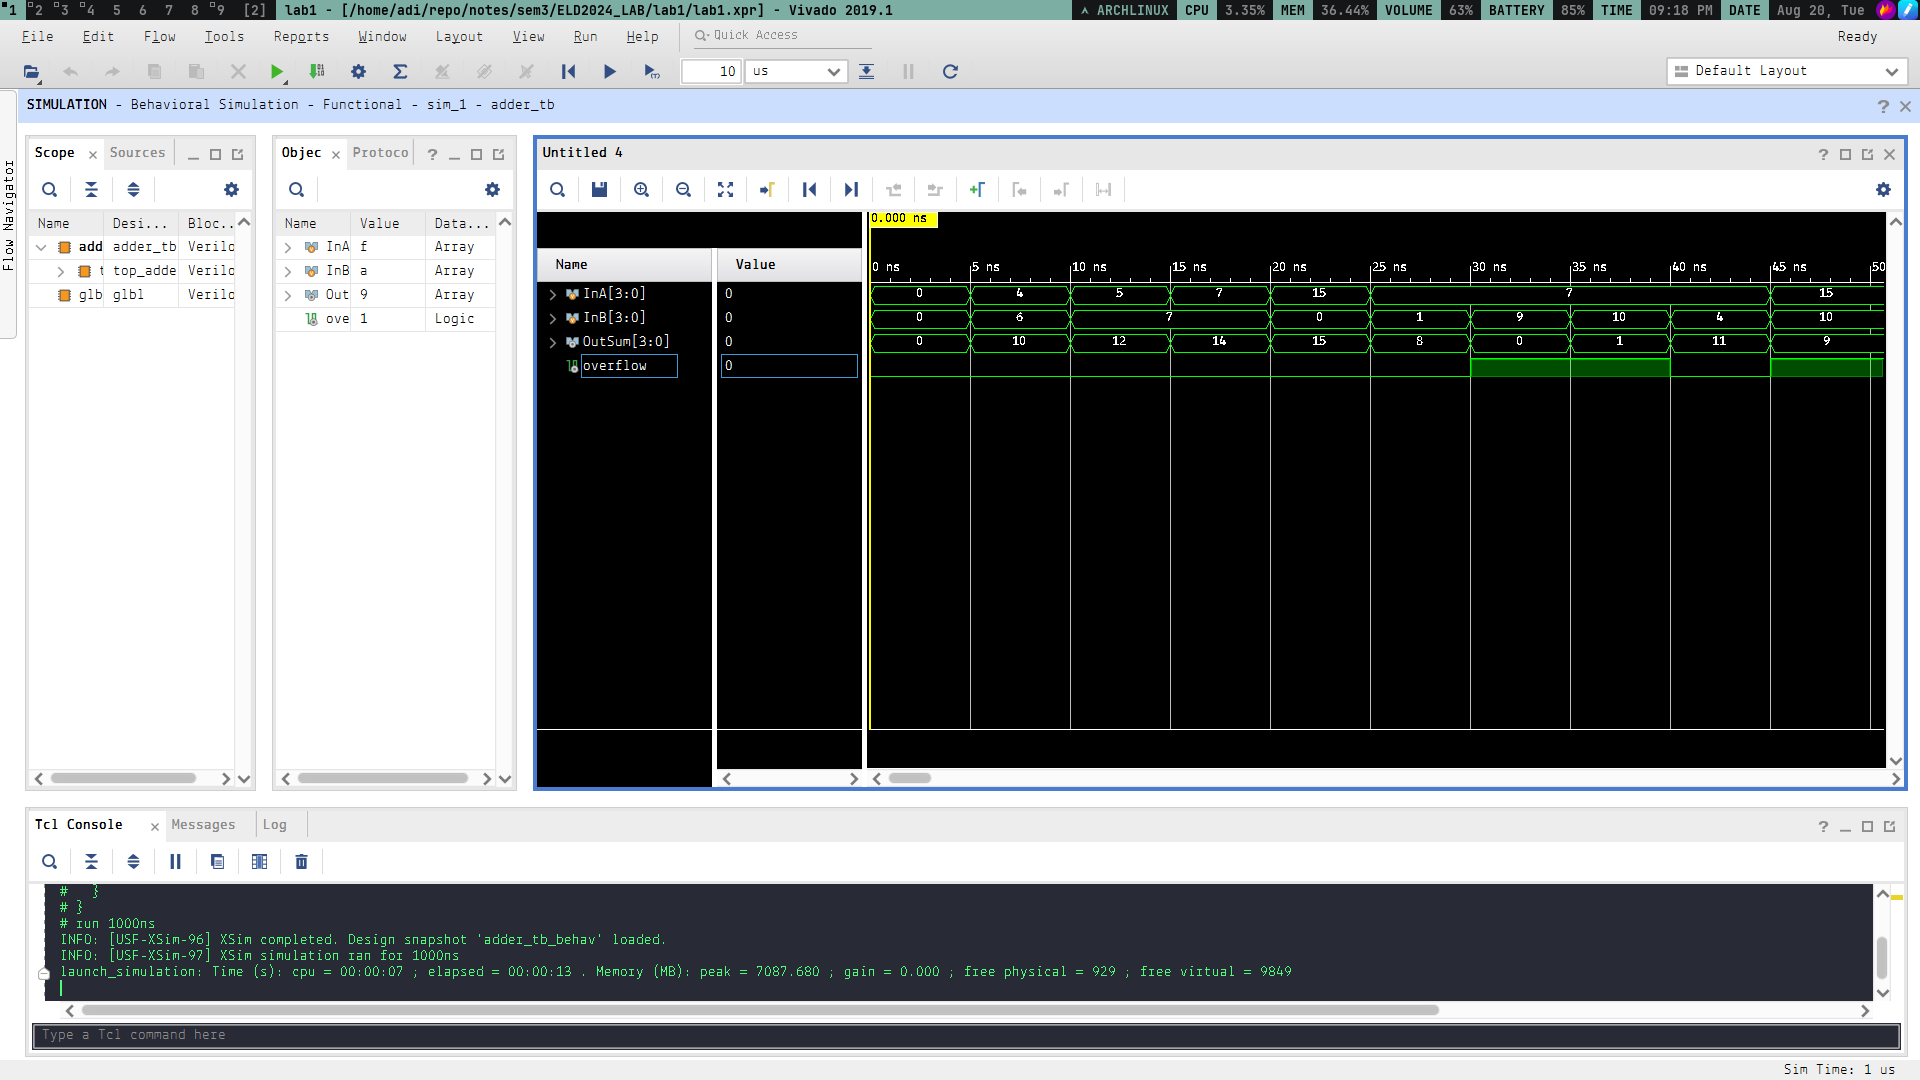 1 2 3 4 5 6 7 8 9 [2] lab1 - [/home/adi/repo/notes/sem3/ELD2024_LAB/lab1/lab1.xpr] - Vivado 2019.1 ARCHLINUX CPU 3.35% MEM 36.44% VOLUME 63% BATTERY 85% TIME 09:18 PM DATE Aug 20, Tue
File Edit Flow Tools Reports Window Layout View Run Help Quick Access Ready
10 us Default Layout
SIMULATION - Behavioral Simulation - Functional - sim_1 - adder_tb
Flow Navigator
Scope Sources
Name Desi... Bloc..
add adder_tb Verilo
t top_adde Verilo
glb glbl Verilo
Objec Protoco
Name Value Data...
InA f Array
InB a Array
Out 9 Array
ove 1 Logic
Untitled 4
0.000 ns
Name Value
0 ns 5 ns 10 ns 15 ns 20 ns 25 ns 30 ns 35 ns 40 ns 45 ns 50
InA[3:0] 0 0 4 5 7 15 7 15
InB[3:0] 0 0 6 7 0 1 9 10 4 10
OutSum[3:0] 0 0 10 12 14 15 8 0 1 11 9
overflow 0
Tcl Console Messages Log
# }
# }
# run 1000ns
INFO: [USF-XSim-96] XSim completed. Design snapshot 'adder_tb_behav' loaded.
INFO: [USF-XSim-97] XSim simulation ran for 1000ns
launch_simulation: Time (s): cpu = 00:00:07 ; elapsed = 00:00:13 . Memory (MB): peak = 7087.680 ; gain = 0.000 ; free physical = 929 ; free virtual = 9849
Type a Tcl command here
Sim Time: 1 us